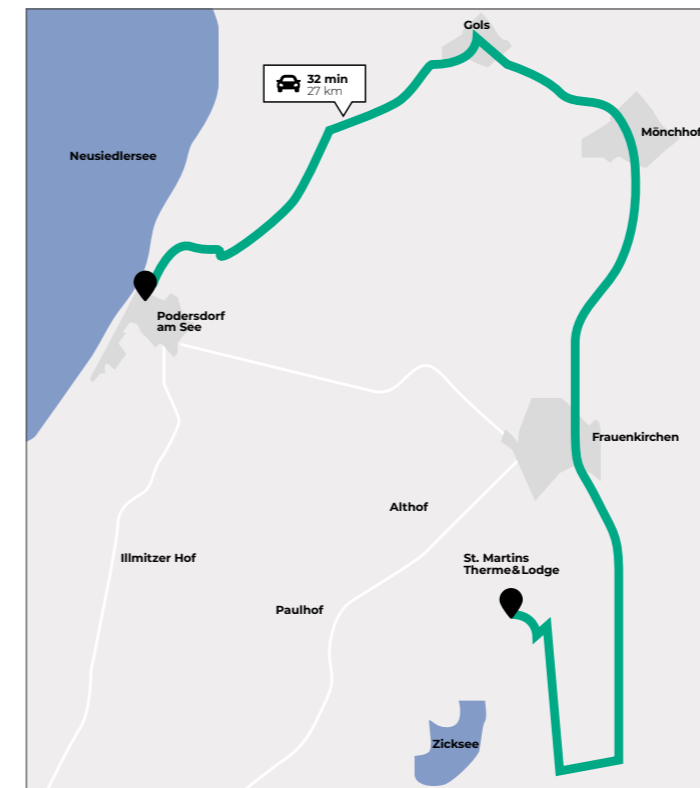 Gols
32 min
27 km
Mönchhof
Neusiedlersee
Podersdorf
am See
Frauenkirchen
Althof
St. Martins
Therme&Lodge
Illmitzer Hof
Paulhof
Zicksee